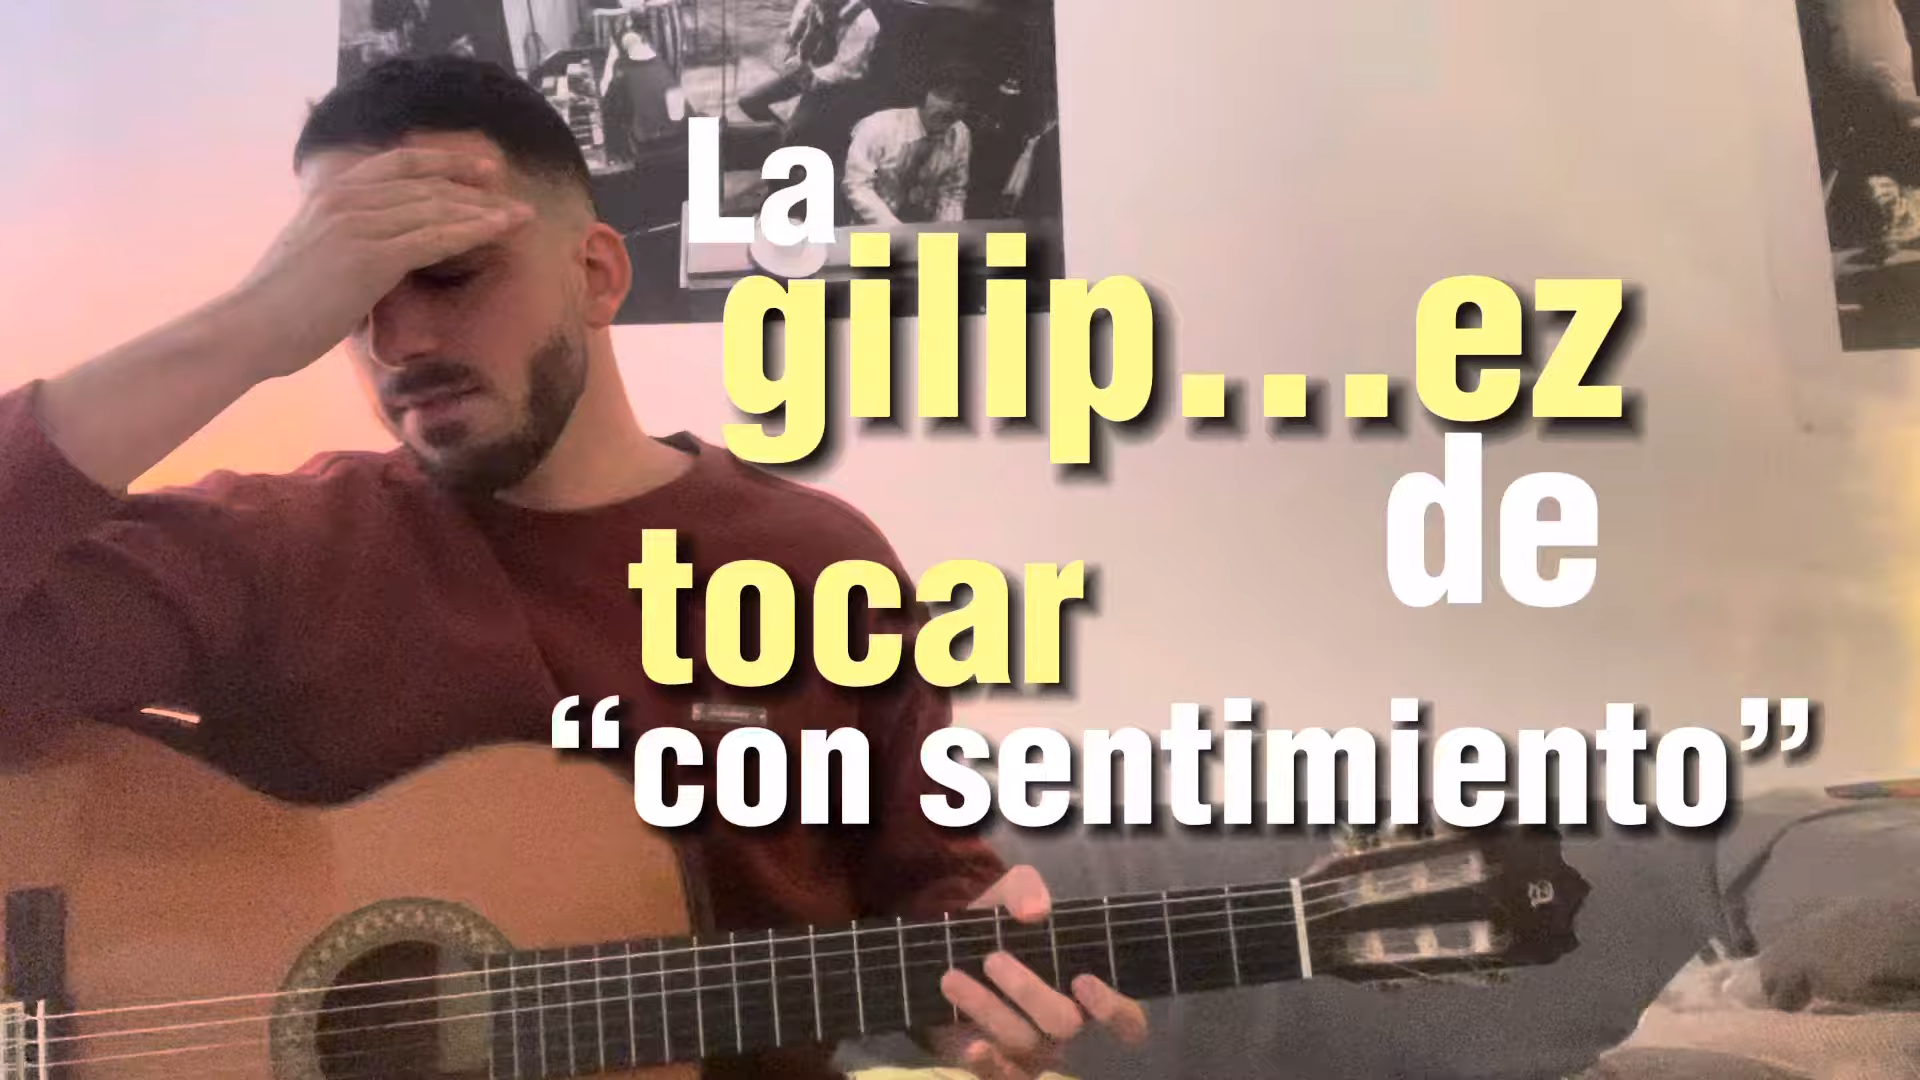 La
gilip...ez
de
tocar
“con sentimiento”